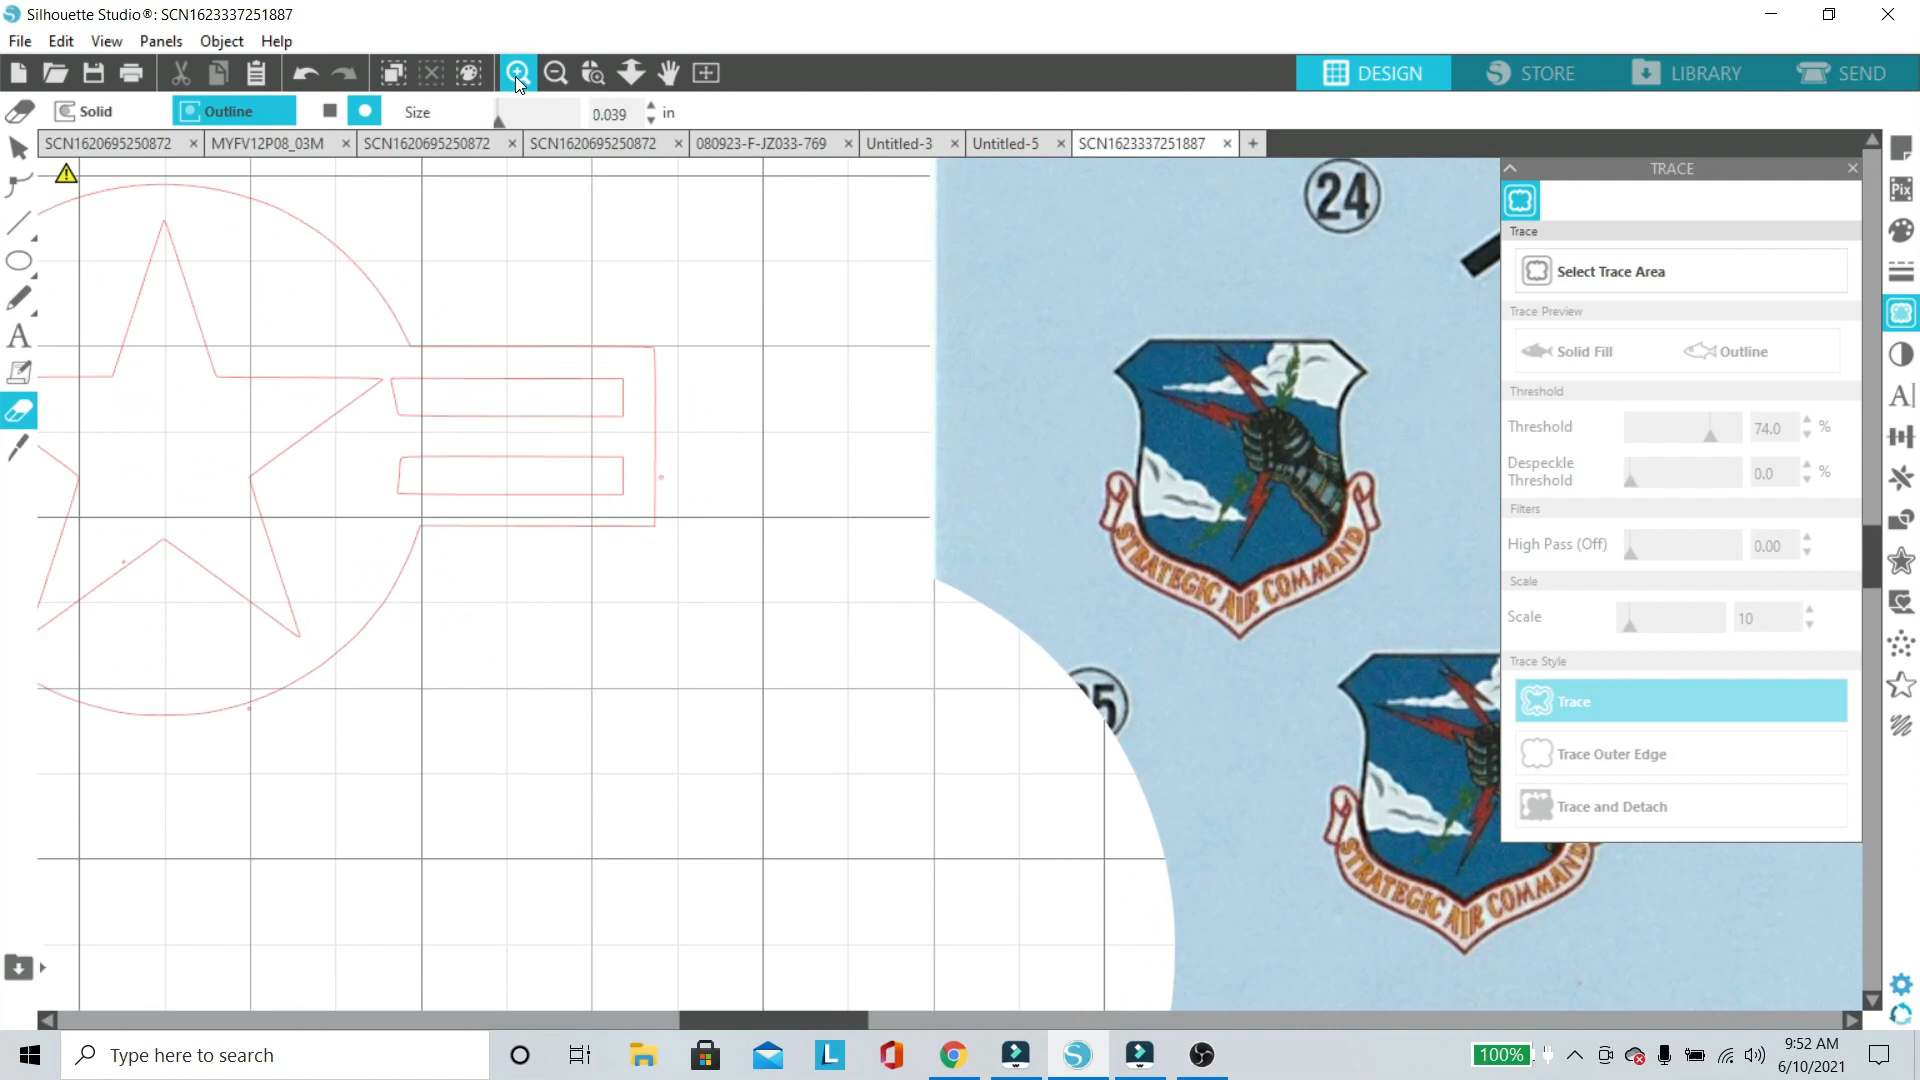 Silhouette Studio®: SCN1623337251887
File Edit View Panels Object Help
DESIGN STORE LIBRARY SEND
Solid Outline Size 0.039 in
SCN1620695250872 × MYFV12P08_03M × SCN1620695250872 × SCN1620695250872 × 080923-F-JZ033-769 × Untitled-3 × Untitled-5 × SCN1623337251887 × +
TRACE
24
Trace
Select Trace Area
Trace Preview
Solid Fill Outline
Threshold
Threshold 74.0 %
Despeckle
Threshold 0.0 %
Filters
High Pass (Off) 0.00
Scale
Scale 10
Trace Style
Trace
Trace Outer Edge
Trace and Detach
STRATEGIC AIR COMMAND
5
STRATEGIC AIR COMMAND
Pix
A
A
Type here to search
L
100%
9:52 AM
6/10/2021